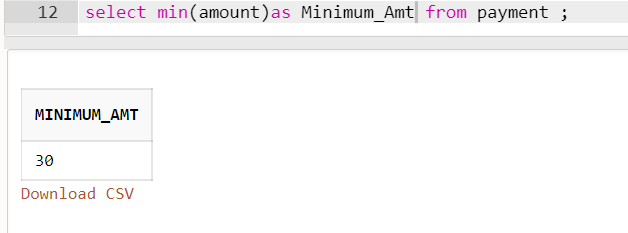 12 select min(amount)as Minimum_Amt from payment ;
MINIMUM_AMT
30
Download CSV